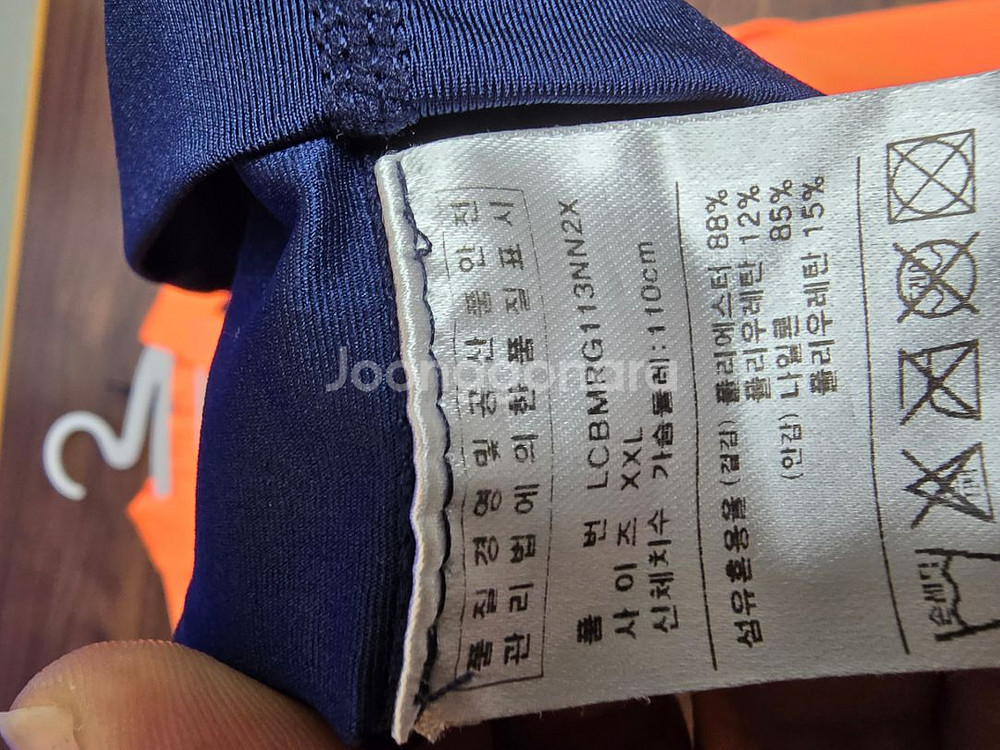 품질경영 및 공산품안전
관리법에 의한 품질표시
품 번 LCBMRG113NN2X
사이즈 XXL
신체치수 가슴둘레:110cm
섬유혼용율 (겉감) 폴리에스터 88%
폴리우레탄 12%
(안감) 나일론 85%
폴리우레탄 15%
손세탁
Joonggonara